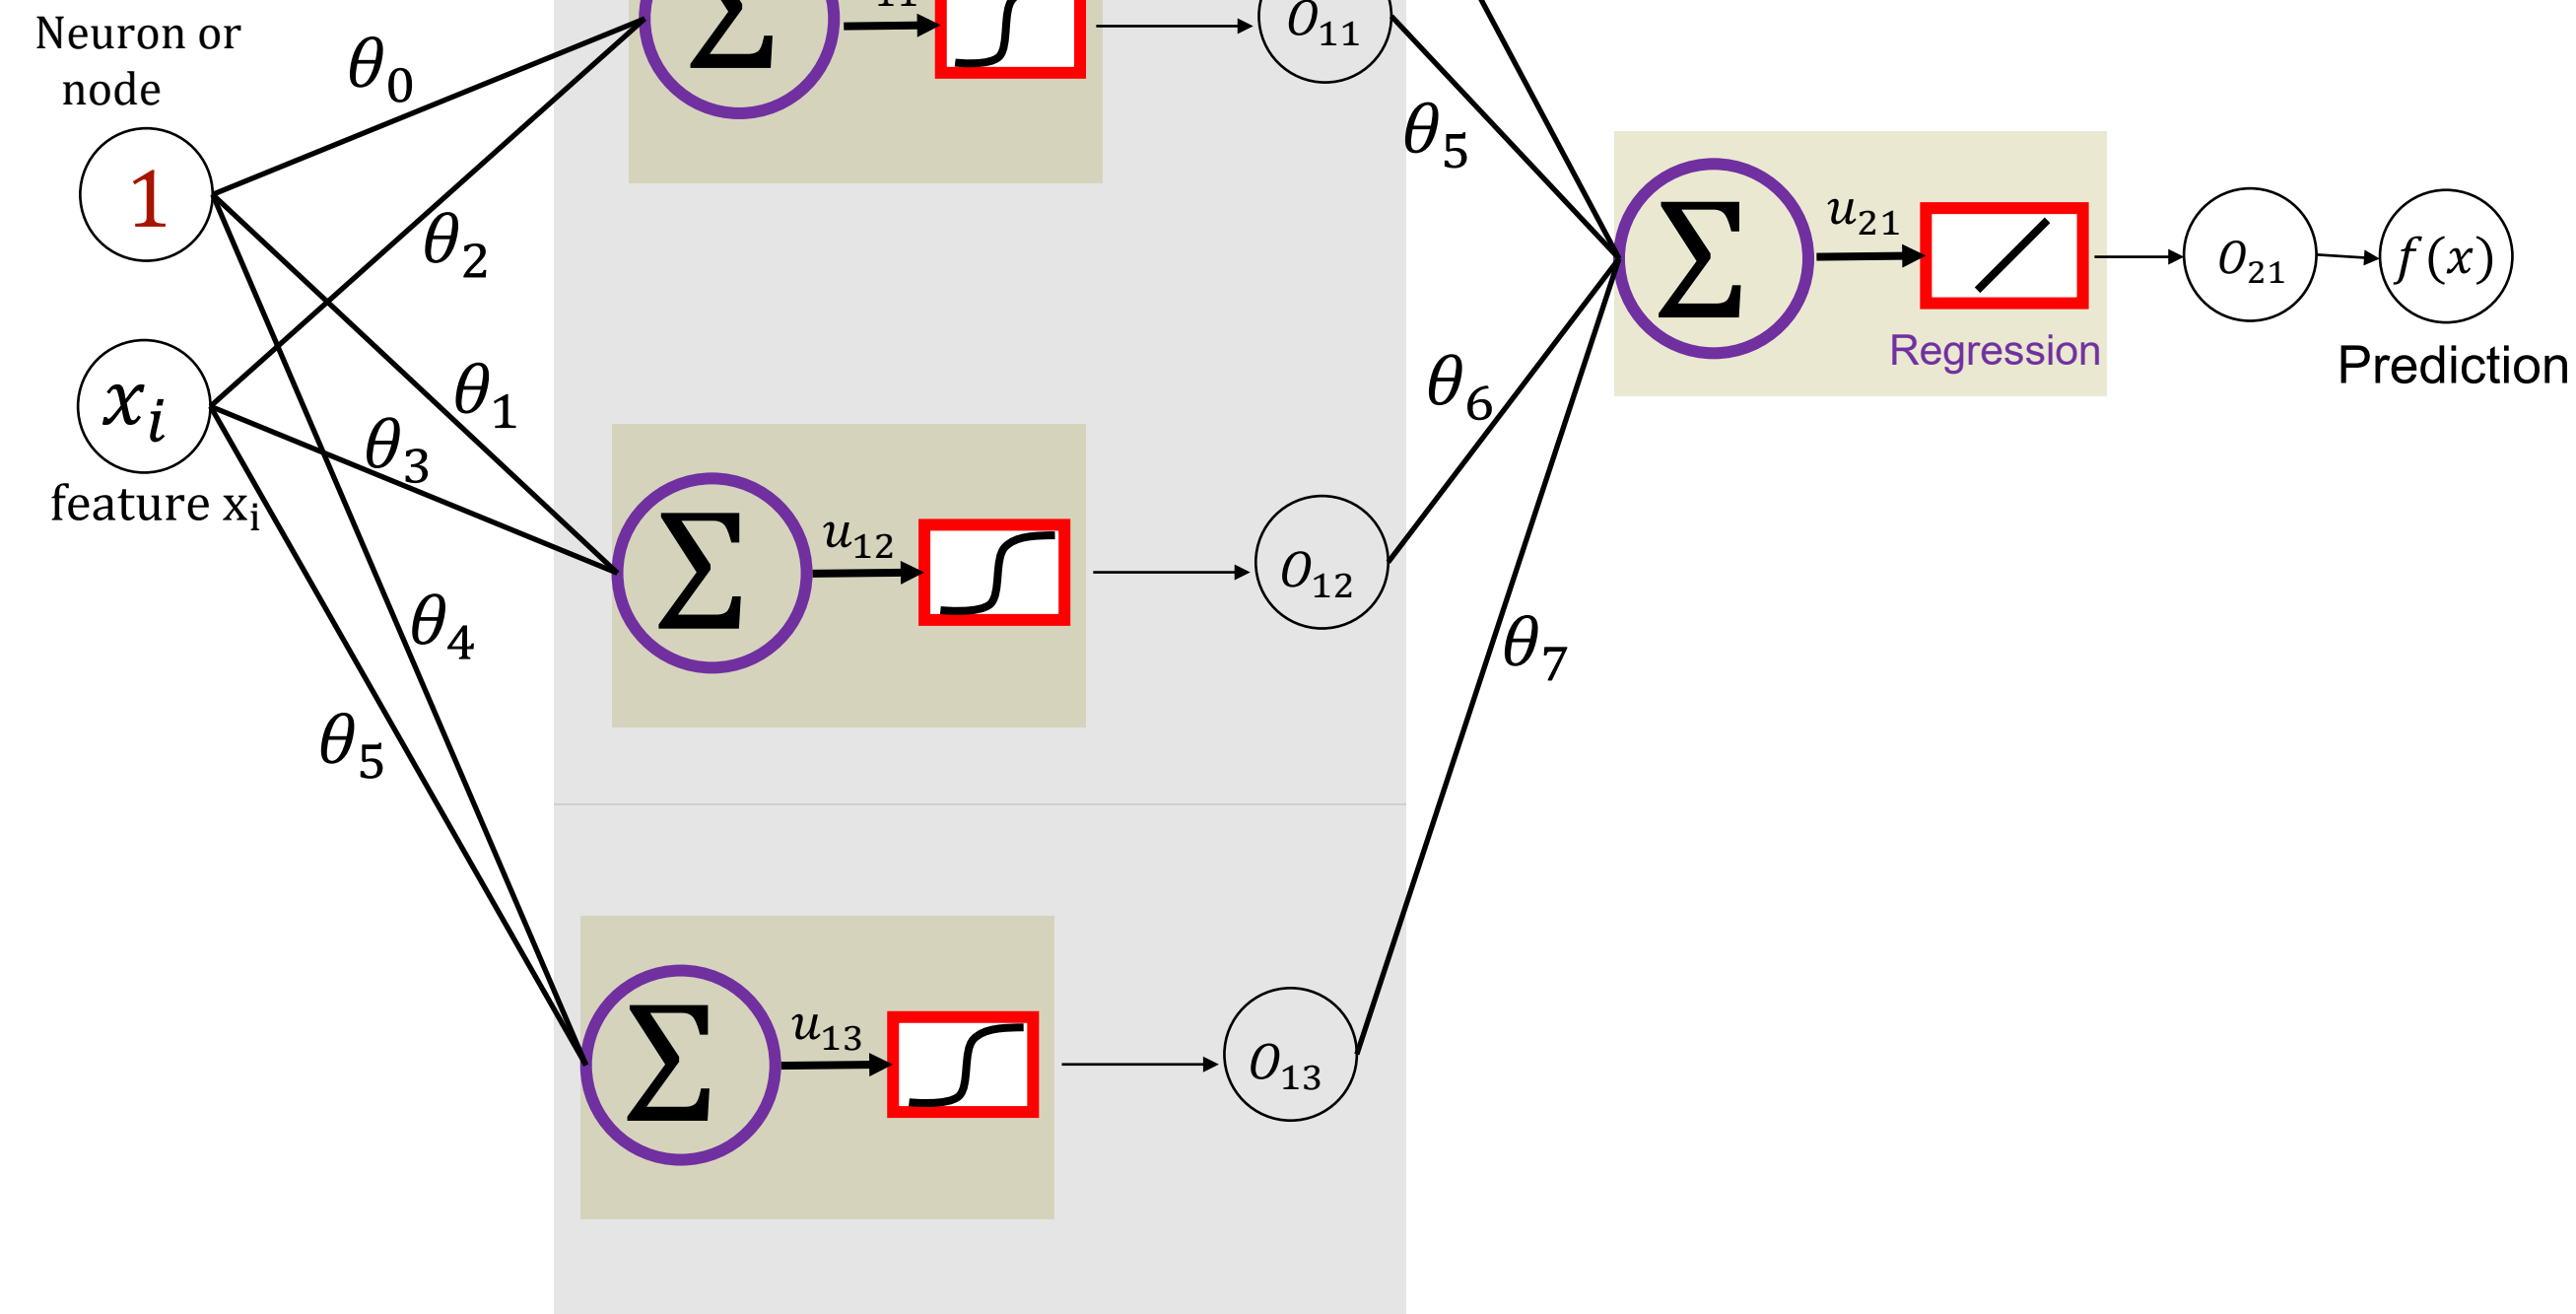 Neuron or
node
θ₀
Σ
O₁₁
1
θ₂
θ₅
Σ
u₂₁
O₂₁
f(x)
Regression
Prediction
xᵢ
feature xᵢ
θ₁
θ₃
θ₆
Σ
u₁₂
O₁₂
θ₄
θ₇
θ₅
Σ
u₁₃
O₁₃